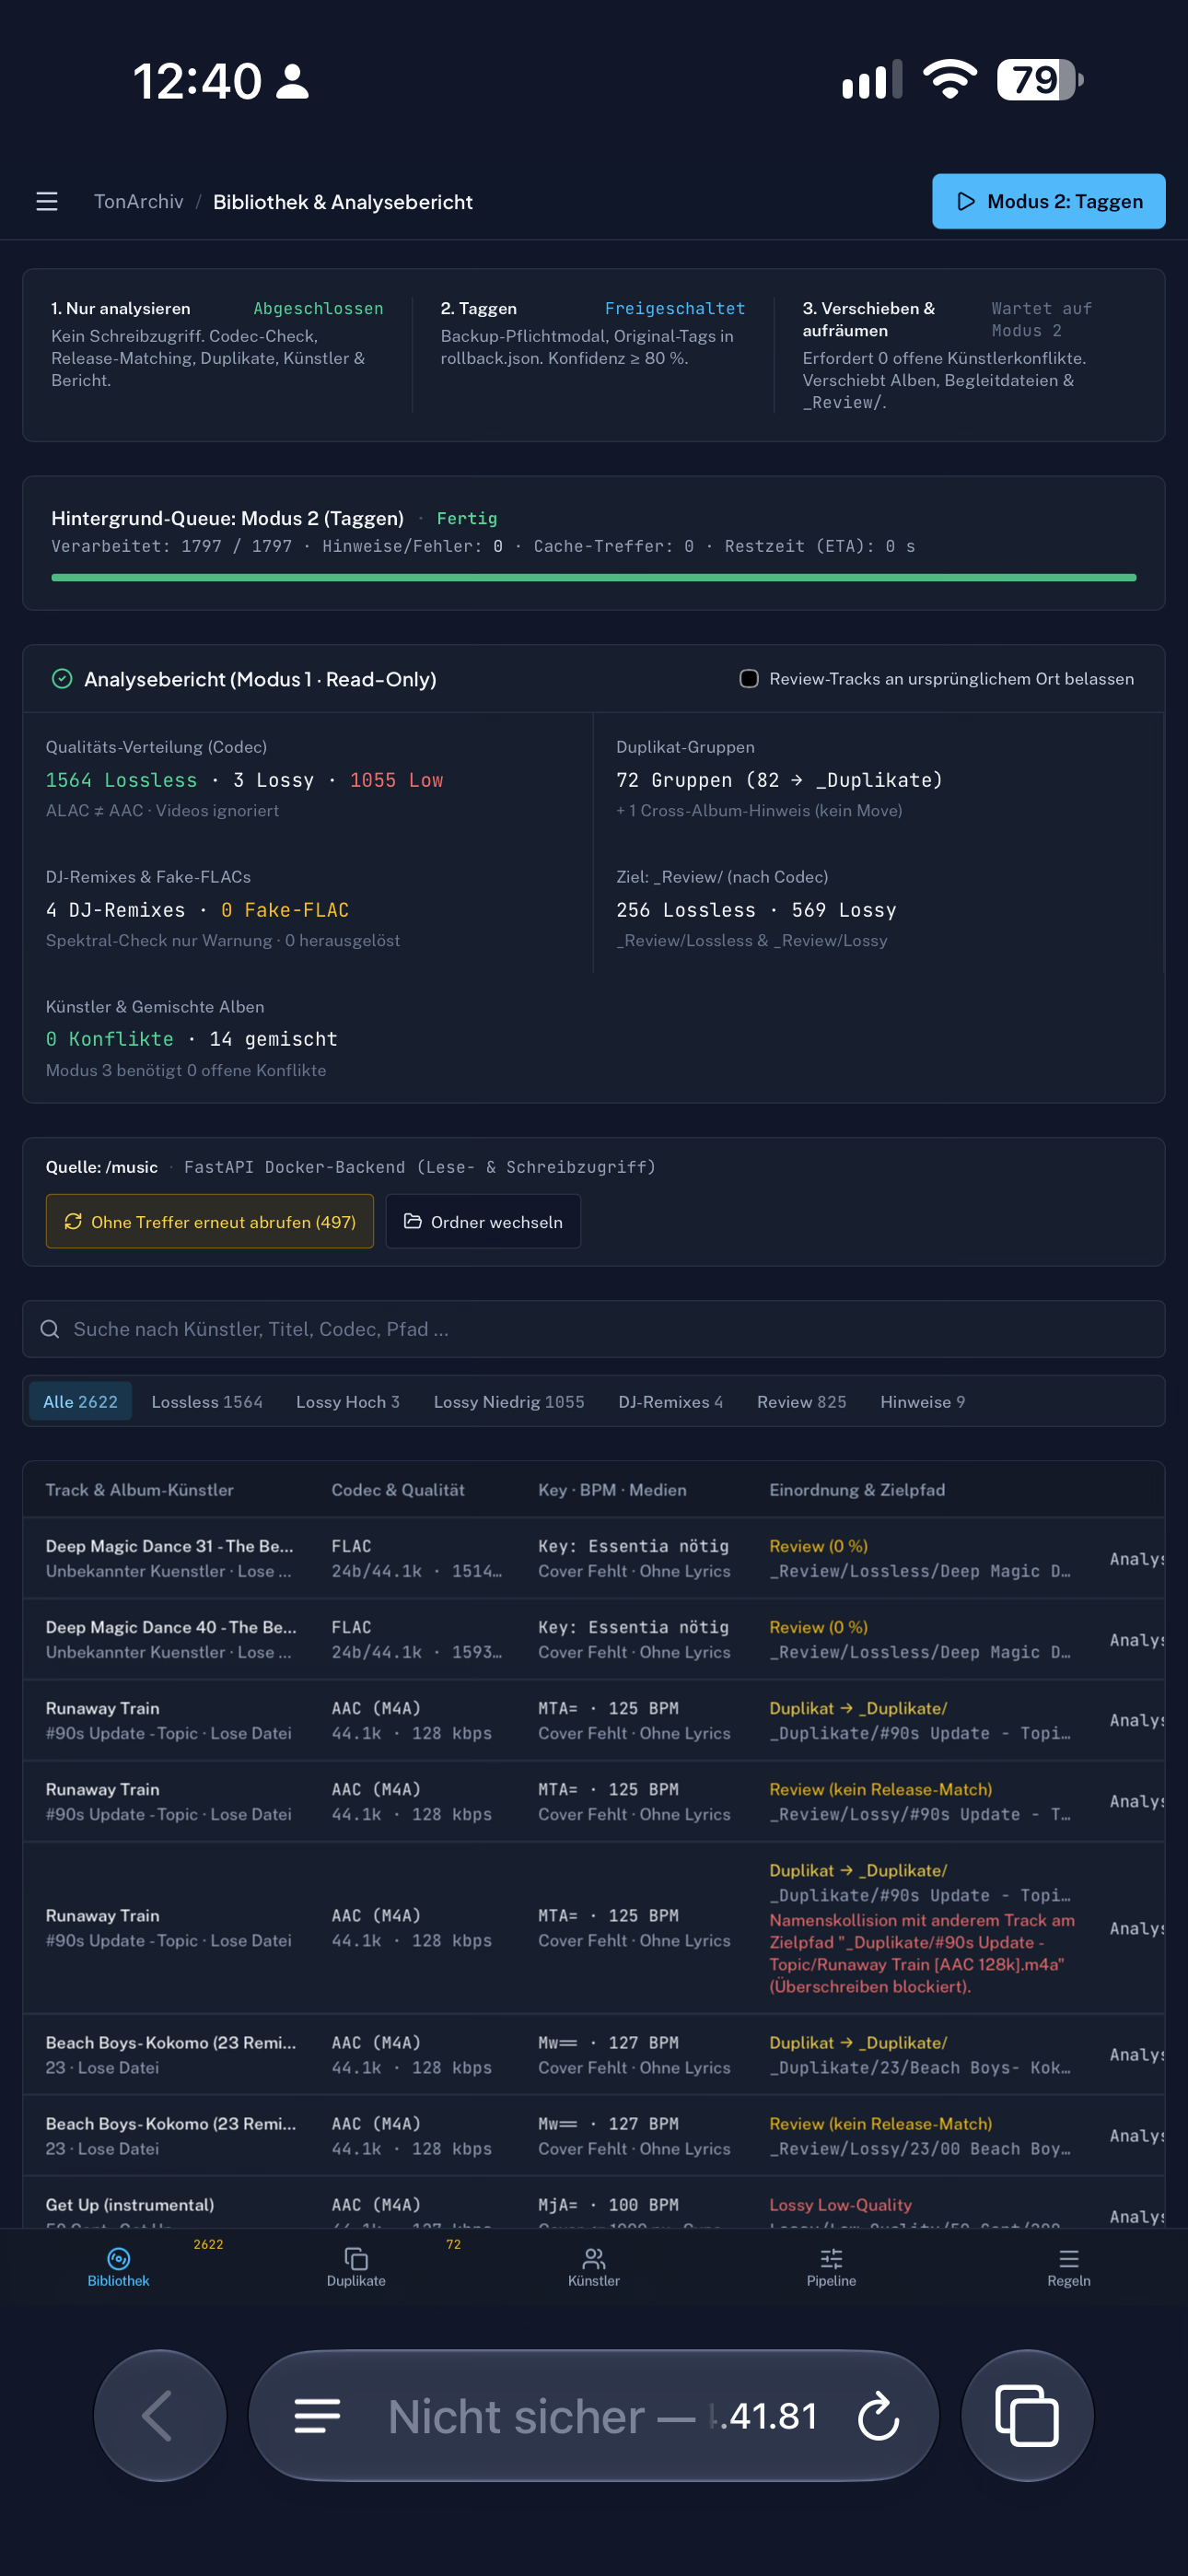 12:40
79
TonArchiv / Bibliothek & Analysebericht
Modus 2: Taggen
1. Nur analysieren Abgeschlossen
Kein Schreibzugriff. Codec-Check,
Release-Matching, Duplikate, Künstler &
Bericht.
2. Taggen Freigeschaltet
Backup-Pflichtmodal, Original-Tags in
rollback.json. Konfidenz ≥ 80 %.
3. Verschieben &
aufräumen
Wartet auf
Modus 2
Erfordert 0 offene Künstlerkonflikte.
Verschiebt Alben, Begleitdateien &
_Review/.
Hintergrund-Queue: Modus 2 (Taggen) · Fertig
Verarbeitet: 1797 / 1797 · Hinweise/Fehler: 0 · Cache-Treffer: 0 · Restzeit (ETA): 0 s
Analysebericht (Modus 1 · Read-Only)
Review-Tracks an ursprünglichem Ort belassen
Qualitäts-Verteilung (Codec)
1564 Lossless · 3 Lossy · 1055 Low
ALAC ≠ AAC · Videos ignoriert
Duplikat-Gruppen
72 Gruppen (82 → _Duplikate)
+ 1 Cross-Album-Hinweis (kein Move)
DJ-Remixes & Fake-FLACs
4 DJ-Remixes · 0 Fake-FLAC
Spektral-Check nur Warnung · 0 herausgelöst
Ziel: _Review/ (nach Codec)
256 Lossless · 569 Lossy
_Review/Lossless & _Review/Lossy
Künstler & Gemischte Alben
0 Konflikte · 14 gemischt
Modus 3 benötigt 0 offene Konflikte
Quelle: /music · FastAPI Docker-Backend (Lese- & Schreibzugriff)
Ohne Treffer erneut abrufen (497)
Ordner wechseln
Suche nach Künstler, Titel, Codec, Pfad ...
Alle 2622 Lossless 1564 Lossy Hoch 3 Lossy Niedrig 1055 DJ-Remixes 4 Review 825 Hinweise 9
Track & Album-Künstler Codec & Qualität Key · BPM · Medien Einordnung & Zielpfad
Deep Magic Dance 31 - The Be... FLAC Key: Essentia nötig Review (0 %)
Unbekannter Kuenstler · Lose ... 24b/44.1k · 1514… Cover Fehlt · Ohne Lyrics _Review/Lossless/Deep Magic D… Analys
Deep Magic Dance 40 - The Be... FLAC Key: Essentia nötig Review (0 %)
Unbekannter Kuenstler · Lose ... 24b/44.1k · 1593… Cover Fehlt · Ohne Lyrics _Review/Lossless/Deep Magic D… Analys
Runaway Train AAC (M4A) MTA= · 125 BPM Duplikat → _Duplikate/
#90s Update - Topic · Lose Datei 44.1k · 128 kbps Cover Fehlt · Ohne Lyrics _Duplikate/#90s Update - Topi… Analys
Runaway Train AAC (M4A) MTA= · 125 BPM Review (kein Release-Match)
#90s Update - Topic · Lose Datei 44.1k · 128 kbps Cover Fehlt · Ohne Lyrics _Review/Lossy/#90s Update - T… Analys
Runaway Train AAC (M4A) MTA= · 125 BPM
#90s Update - Topic · Lose Datei 44.1k · 128 kbps Cover Fehlt · Ohne Lyrics
Duplikat → _Duplikate/
_Duplikate/#90s Update - Topi…
Namenskollision mit anderem Track am
Zielpfad "_Duplikate/#90s Update -
Topic/Runaway Train [AAC 128k].m4a"
(Überschreiben blockiert).
Analys
Beach Boys- Kokomo (23 Remi... AAC (M4A) Mw== · 127 BPM Duplikat → _Duplikate/
23 · Lose Datei 44.1k · 128 kbps Cover Fehlt · Ohne Lyrics _Duplikate/23/Beach Boys- Kok… Analys
Beach Boys- Kokomo (23 Remi... AAC (M4A) Mw== · 127 BPM Review (kein Release-Match)
23 · Lose Datei 44.1k · 128 kbps Cover Fehlt · Ohne Lyrics _Review/Lossy/23/00 Beach Boy… Analys
Get Up (instrumental) AAC (M4A) MjA= · 100 BPM Lossy Low-Quality Analys
2622 72
Bibliothek Duplikate Künstler Pipeline Regeln
Nicht sicher — .41.81